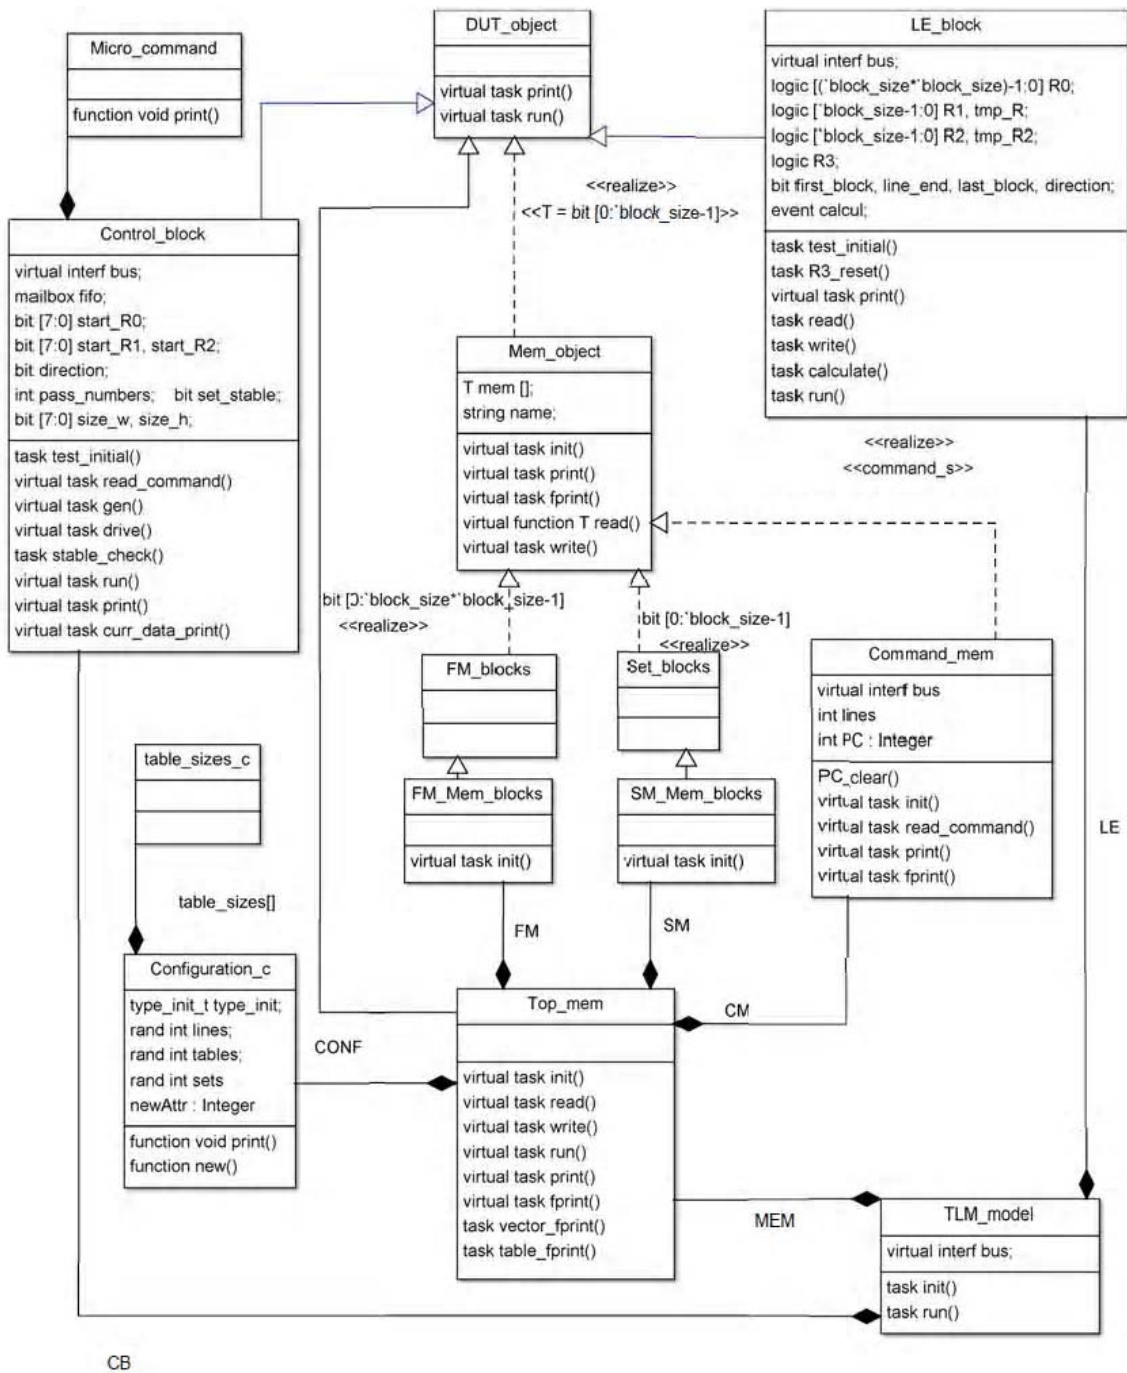 Micro_command
function void print()
DUT_object
virtual task print()
virtual task run()
LE_block
virtual interf bus;
logic [(`block_size*`block_size)-1:0] R0;
logic [`block_size-1:0] R1, tmp_R;
logic [`block_size-1:0] R2, tmp_R2;
logic R3;
bit first_block, line_end, last_block, direction;
event calcul;
task test_initial()
task R3_reset()
virtual task print()
task read()
task write()
task calculate()
task run()
<<realize>>
<<T = bit [0:`block_size-1]>>
Control_block
virtual interf bus;
mailbox fifo;
bit [7:0] start_R0;
bit [7:0] start_R1, start_R2;
bit direction;
int pass_numbers; bit set_stable;
bit [7:0] size_w, size_h;
task test_initial()
virtual task read_command()
virtual task gen()
virtual task drive()
task stable_check()
virtual task run()
virtual task print()
virtual task curr_data_print()
Mem_object
T mem [];
string name;
virtual task init()
virtual task print()
virtual task fprint()
virtual function T read()
virtual task write()
<<realize>>
<<command_s>>
bit [0:`block_size*`block_size-1]
<<realize>>
bit [0:`block_size-1]
<<realize>>
FM_blocks
Set_blocks
Command_mem
virtual interf bus
int lines
int PC : Integer
PC_clear()
virtual task init()
virtual task read_command()
virtual task print()
virtual task fprint()
table_sizes_c
FM_Mem_blocks
virtual task init()
SM_Mem_blocks
virtual task init()
LE
table_sizes[]
FM
SM
Configuration_c
type_init_t type_init;
rand int lines;
rand int tables;
rand int sets
newAttr : Integer
function void print()
function new()
CONF
Top_mem
virtual task init()
virtual task read()
virtual task write()
virtual task run()
virtual task print()
virtual task fprint()
task vector_fprint()
task table_fprint()
CM
MEM
TLM_model
virtual interf bus;
task init()
task run()
CB